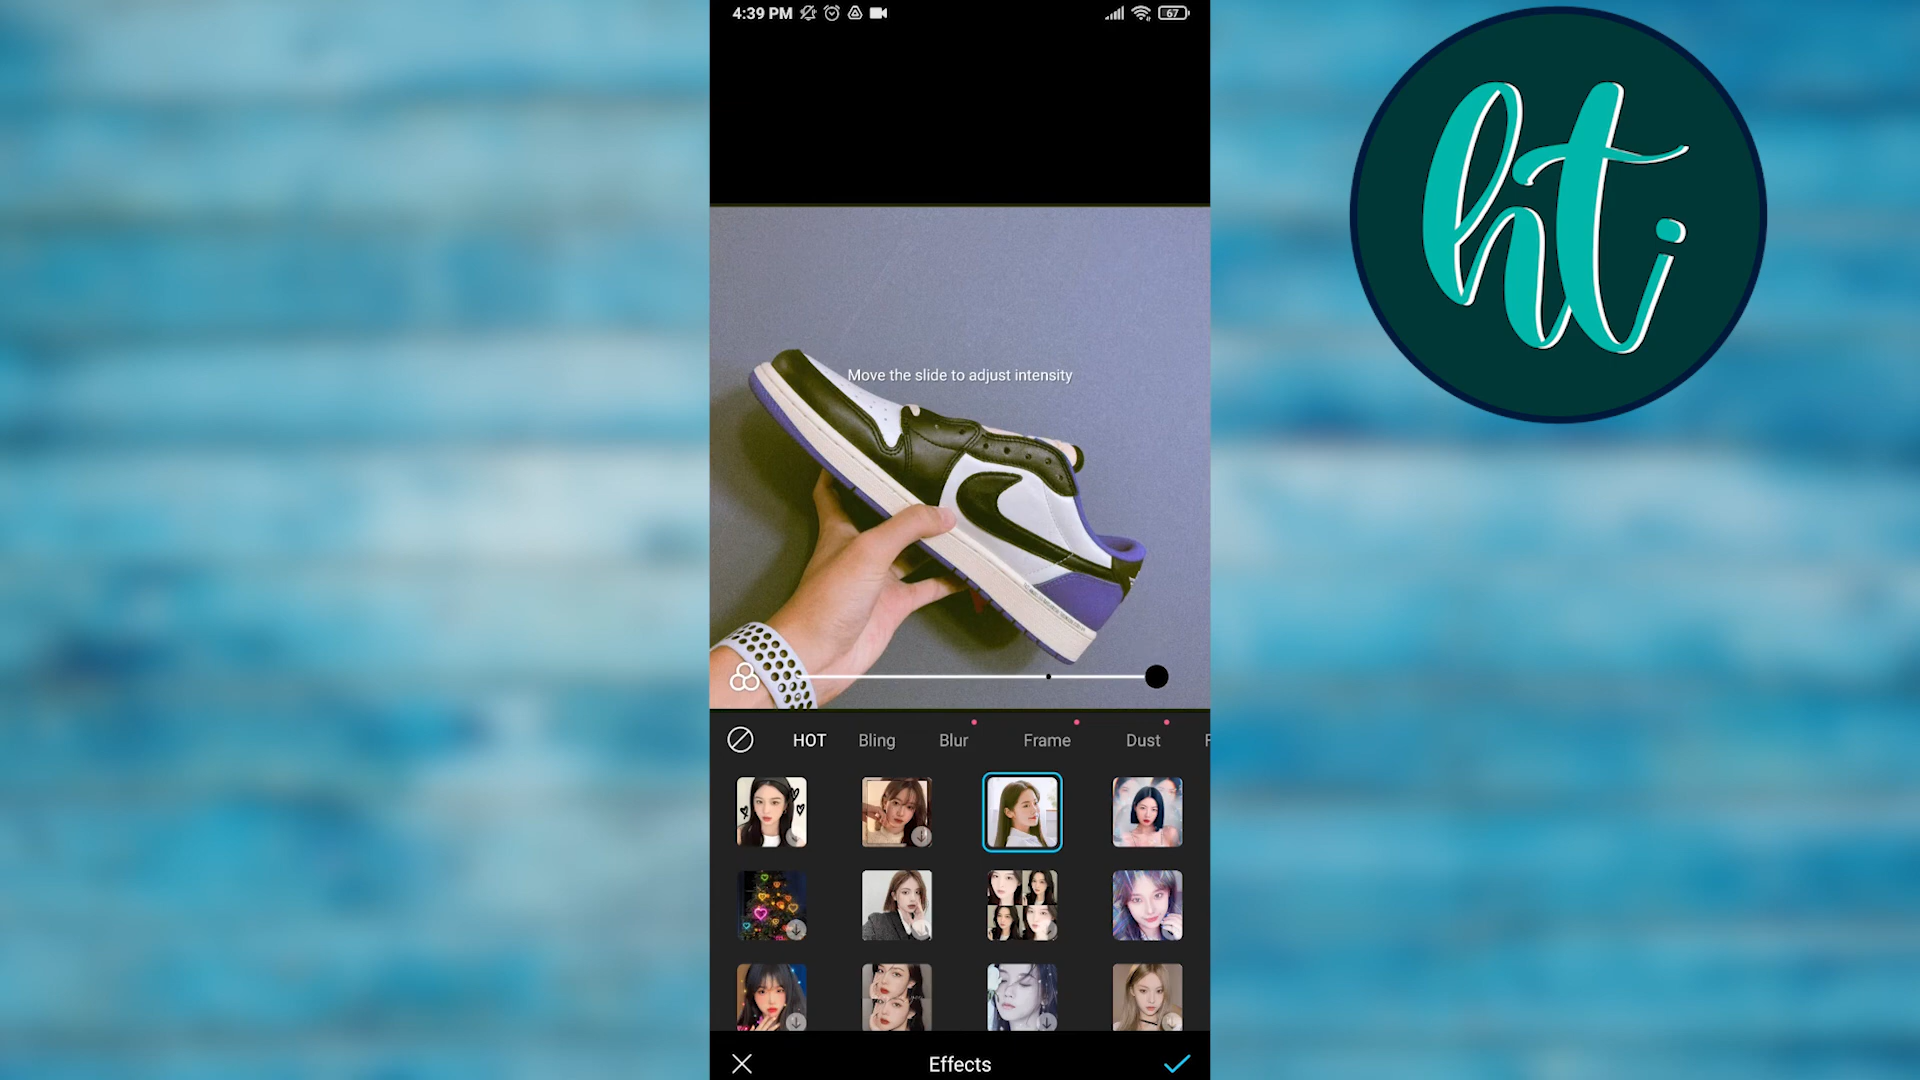 4:39 PM
67
hti
Move the slide to adjust intensity
HOT Bling Blur Frame Dust F
Effects